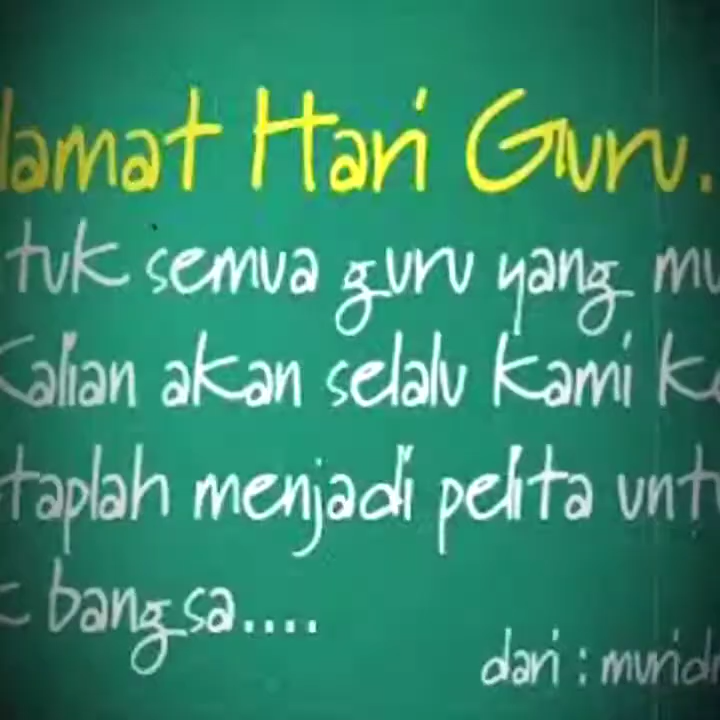 lamat Hari Guru.
tuk semua guru yang mu
Kalian akan selalu kami ke
taplah menjadi pelita unt
k bangsa....
dari : murid